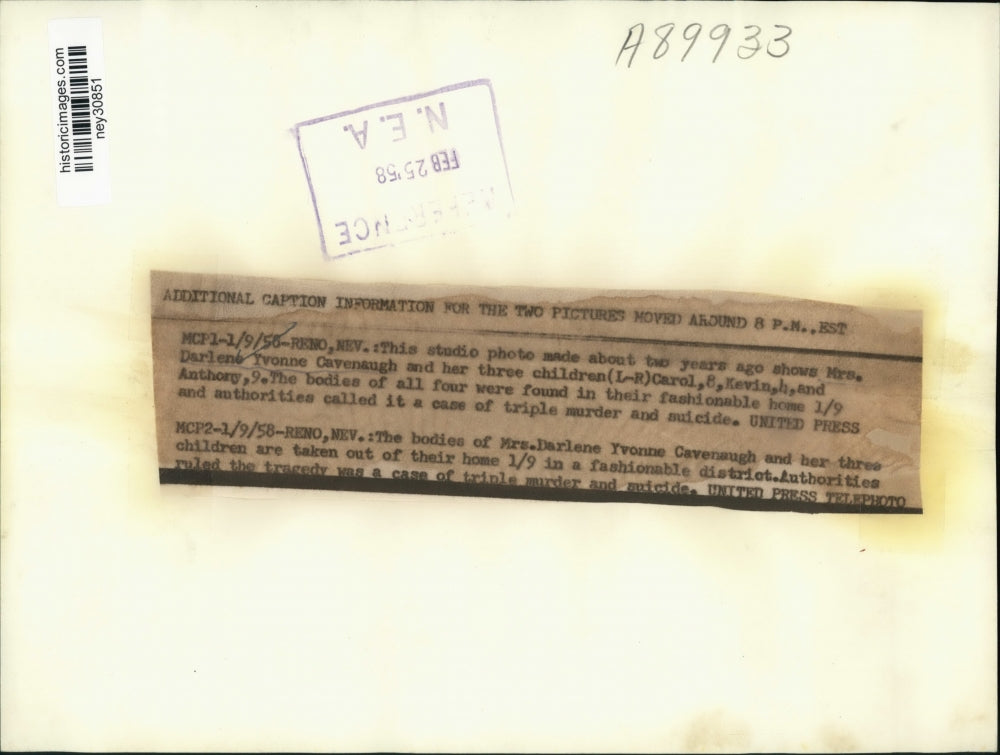 historicimages.com
ney30851
A89933
N.E.A.
FEB 25 '58
REFERENCE
ADDITIONAL CAPTION INFORMATION FOR THE TWO PICTURES MOVED AROUND 8 P.M.,EST
MCP1-1/9/58-RENO,NEV.:This studio photo made about two years ago shows Mrs.
Darlene Yvonne Cavenaugh and her three children(L-R)Carol,8,Kevin,4,and
Anthony,9.The bodies of all four were found in their fashionable home 1/9
and authorities called it a case of triple murder and suicide. UNITED PRESS
MCP2-1/9/58-RENO,NEV.:The bodies of Mrs.Darlene Yvonne Cavenaugh and her three
children are taken out of their home 1/9 in a fashionable district.Authorities
ruled the tragedy was a case of triple murder and suicide. UNITED PRESS TELEPHOTO